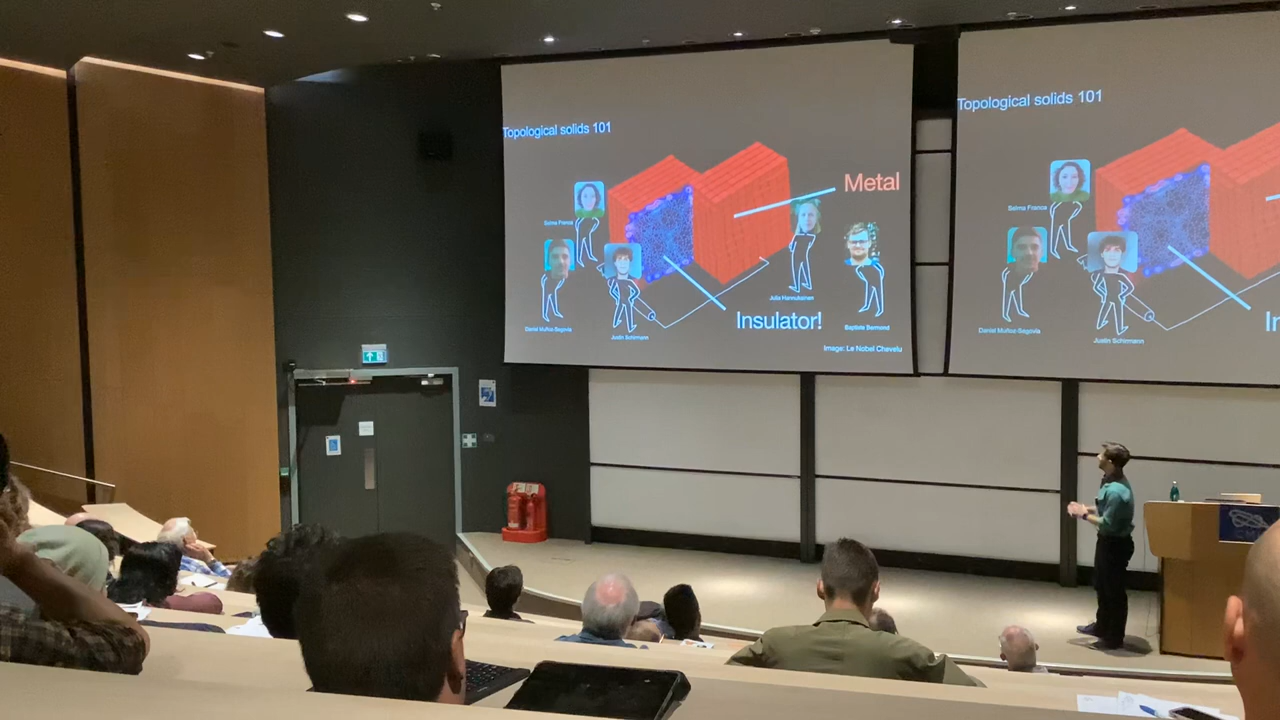 Topological solids 101
Metal
Selma Franca
Daniel Muñoz-Segovia
Justin Schirmann
Julia Hannukainen
Baptiste Bermond
Insulator!
Image: Le Nobel Chevelu
Topological solids 101
Selma Franca
Daniel Muñoz-Segovia
Justin Schirmann
In